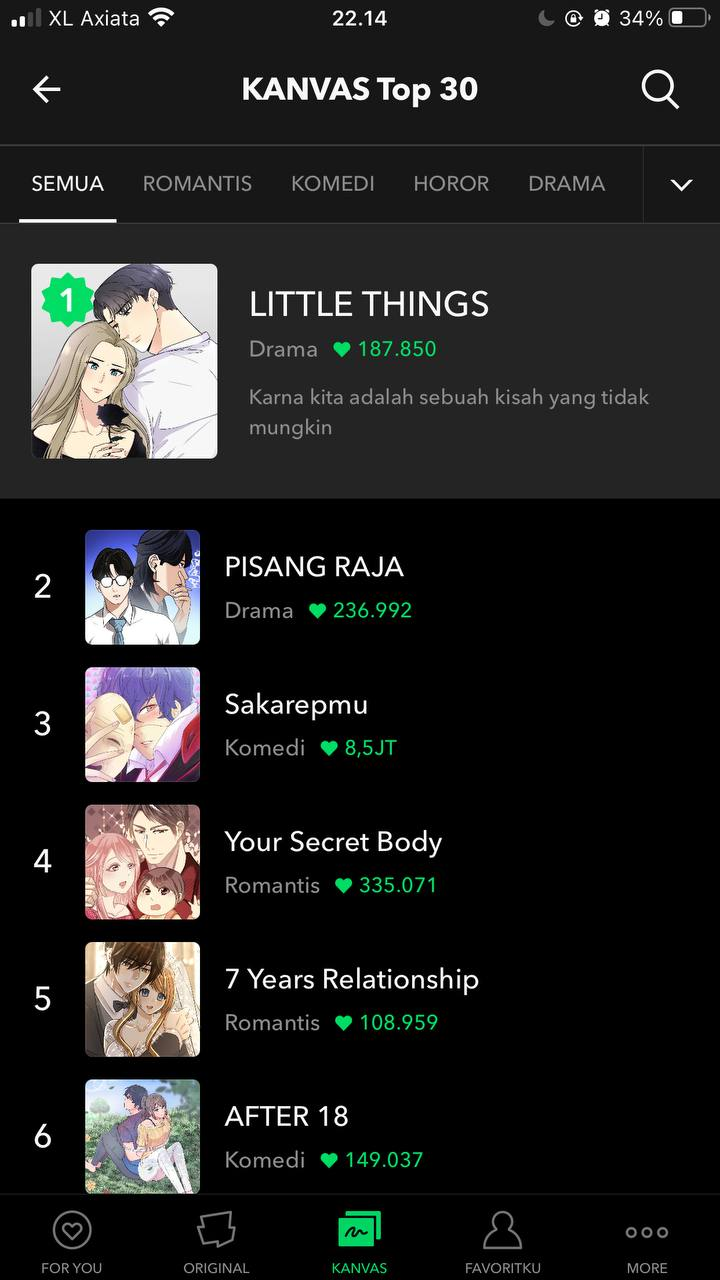 XL Axiata 22.14 34%
KANVAS Top 30
SEMUA ROMANTIS KOMEDI HOROR DRAMA
1
LITTLE THINGS
Drama 187.850
Karna kita adalah sebuah kisah yang tidak
mungkin
2
PISANG RAJA
Drama 236.992
3
Sakarepmu
Komedi 8,5JT
4
Your Secret Body
Romantis 335.071
5
7 Years Relationship
Romantis 108.959
6
AFTER 18
Komedi 149.037
FOR YOU ORIGINAL KANVAS FAVORITKU MORE